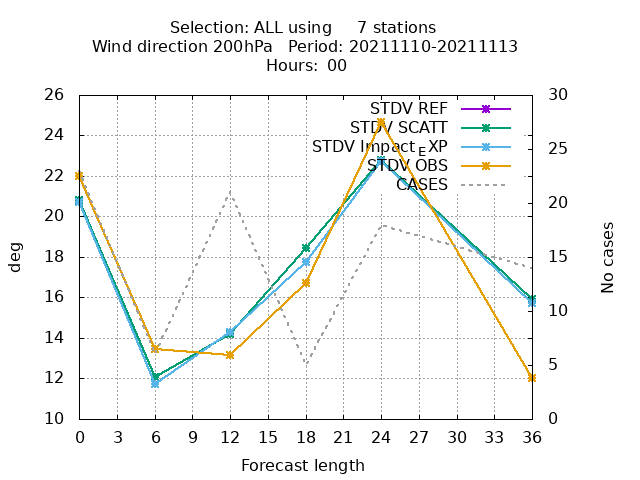 Selection: ALL using     7 stations
Wind direction 200hPa   Period: 20211110-20211113
Hours: 00
STDV REF
STDV SCATT
STDV Impact_EXP
STDV OBS
CASES
deg
No cases
26
24
22
20
18
16
14
12
10
30
25
20
15
10
5
0
0 3 6 9 12 15 18 21 24 27 30 33 36
Forecast length